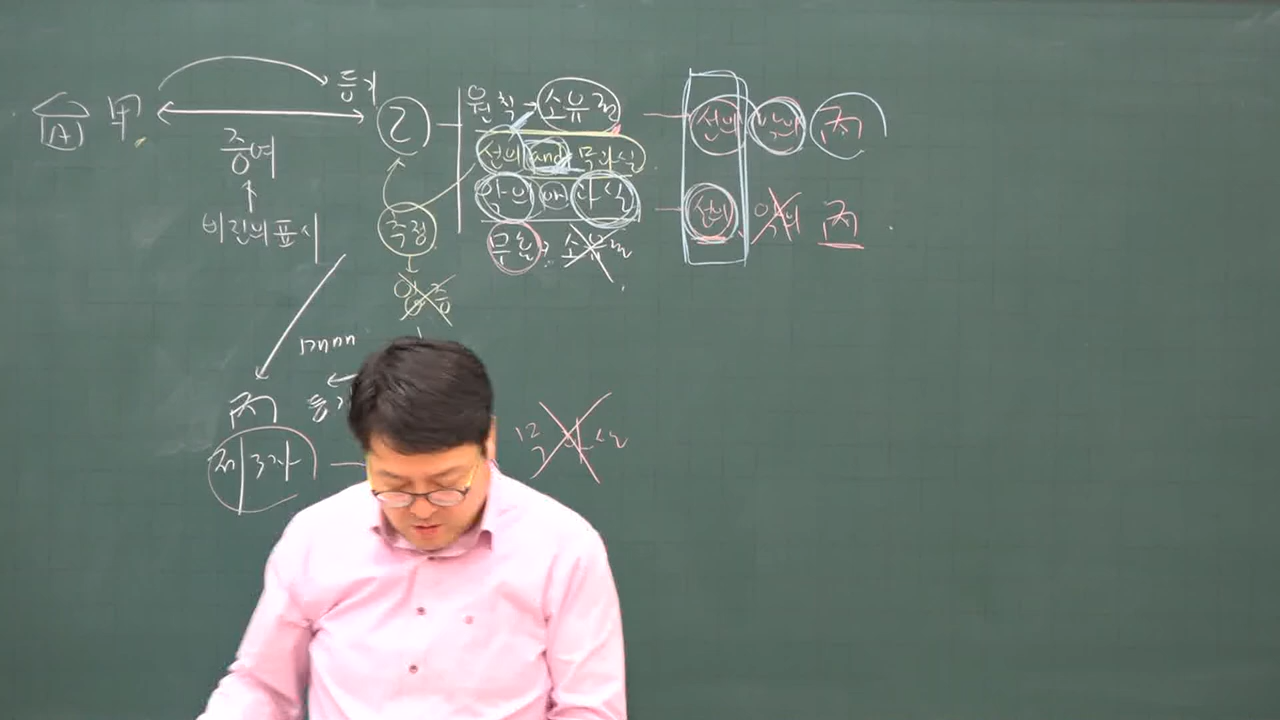 甲 등기 乙 원칙 소유권 선의 악의 丙
증여 선의 and 무과실
비진의표시 추정 악의 or 과실 선의 악의 丙
무효 소유권
입증
丙 등기
제3자